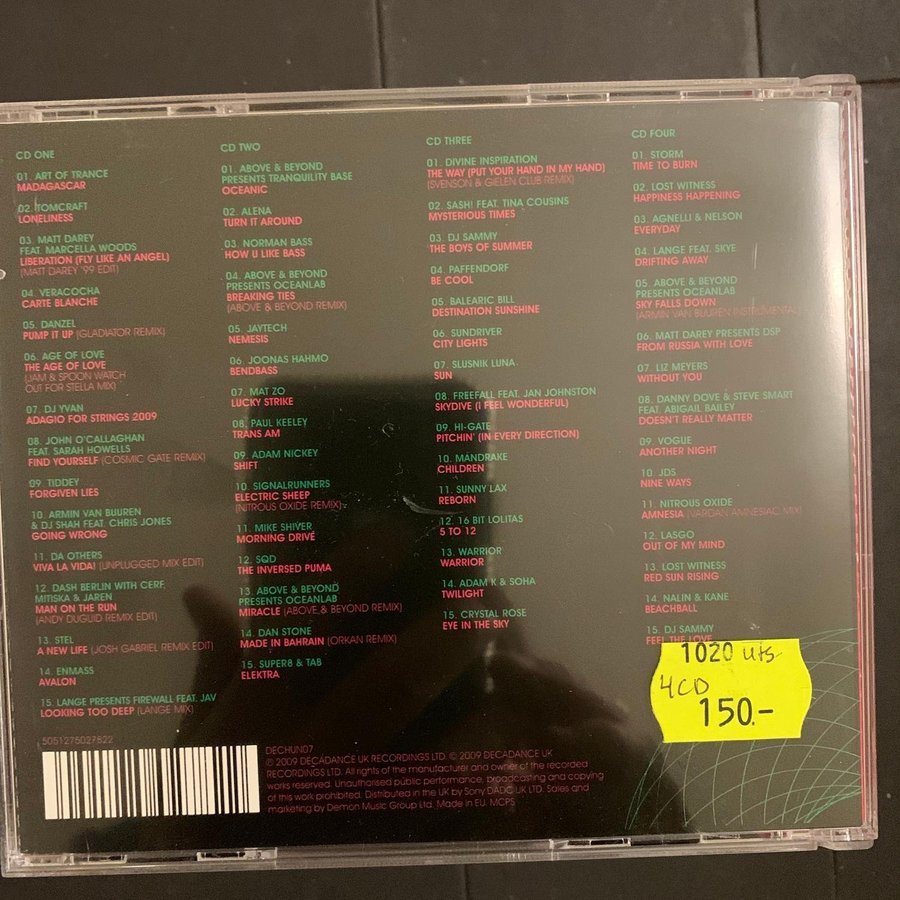 CD ONE
01. ART OF TRANCE
MADAGASCAR
02. TOMCRAFT
LONELINESS
03. MATT DAREY
FEAT. MARCELLA WOODS
LIBERATION (FLY LIKE AN ANGEL)
(MATT DAREY '99 EDIT)
04. VERACOCHA
CARTE BLANCHE
05. DANZEL
PUMP IT UP (GLADIATOR REMIX)
06. AGE OF LOVE
THE AGE OF LOVE
(JAM & SPOON WATCH
OUT FOR STELLA MIX)
07. DJ YVAN
ADAGIO FOR STRINGS 2009
08. JOHN O'CALLAGHAN
FEAT. SARAH HOWELLS
FIND YOURSELF (COSMIC GATE REMIX)
09. TIDDEY
FORGIVEN LIES
10. ARMIN VAN BUUREN
& DJ SHAH FEAT. CHRIS JONES
GOING WRONG
11. DA OTHERS
VIVA LA VIDA! (UNPLUGGED MIX EDIT)
12. DASH BERLIN WITH CERF,
MITISKA & JAREN
MAN ON THE RUN
(ANDY DUGUID REMIX EDIT)
13. STEL
A NEW LIFE (JOSH GABRIEL REMIX EDIT)
14. ENMASS
AVALON
15. LANGE PRESENTS FIREWALL FEAT. JAV
LOOKING TOO DEEP (LANGE MIX)
CD TWO
01. ABOVE & BEYOND
PRESENTS TRANQUILITY BASE
OCEANIC
02. ALENA
TURN IT AROUND
03. NORMAN BASS
HOW U LIKE BASS
04. ABOVE & BEYOND
PRESENTS OCEANLAB
BREAKING TIES
(ABOVE & BEYOND REMIX)
05. JAYTECH
NEMESIS
06. JOONAS HAHMO
BENDBASS
07. MAT ZO
LUCKY STRIKE
08. PAUL KEELEY
TRANS AM
09. ADAM NICKEY
SHIFT
10. SIGNALRUNNERS
ELECTRIC SHEEP
(NITROUS OXIDE REMIX)
11. MIKE SHIVER
MORNING DRIVE
12. SQD
THE INVERSED PUMA
13. ABOVE & BEYOND
PRESENTS OCEANLAB
MIRACLE (ABOVE & BEYOND REMIX)
14. DAN STONE
MADE IN BAHRAIN (ORKAN REMIX)
15. SUPER8 & TAB
ELEKTRA
CD THREE
01. DIVINE INSPIRATION
THE WAY (PUT YOUR HAND IN MY HAND)
(SVENSON & GIELEN CLUB REMIX)
02. SASH! FEAT. TINA COUSINS
MYSTERIOUS TIMES
03. DJ SAMMY
THE BOYS OF SUMMER
04. PAFFENDORF
BE COOL
05. BALEARIC BILL
DESTINATION SUNSHINE
06. SUNDRIVER
CITY LIGHTS
07. SLUSNIK LUNA
SUN
08. FREEFALL FEAT. JAN JOHNSTON
SKYDIVE (I FEEL WONDERFUL)
09. HI-GATE
PITCHIN' (IN EVERY DIRECTION)
10. MANDRAKE
CHILDREN
11. SUNNY LAX
REBORN
12. 16 BIT LOLITAS
5 TO 12
13. WARRIOR
WARRIOR
14. ADAM K & SOHA
TWILIGHT
15. CRYSTAL ROSE
EYE IN THE SKY
CD FOUR
01. STORM
TIME TO BURN
02. LOST WITNESS
HAPPINESS HAPPENING
03. AGNELLI & NELSON
EVERYDAY
04. LANGE FEAT. SKYE
DRIFTING AWAY
05. ABOVE & BEYOND
PRESENTS OCEANLAB
SKY FALLS DOWN
(ARMIN VAN BUUREN INSTRUMENTAL)
06. MATT DAREY PRESENTS DSP
FROM RUSSIA WITH LOVE
07. LIZ MEYERS
WITHOUT YOU
08. DANNY DOVE & STEVE SMART
FEAT. ABIGAIL BAILEY
DOESN'T REALLY MATTER
09. VOGUE
ANOTHER NIGHT
10. JDS
NINE WAYS
11. NITROUS OXIDE
AMNESIA (VARDAN AMNESIAC MIX)
12. LASGO
OUT OF MY MIND
13. LOST WITNESS
RED SUN RISING
14. NALIN & KANE
BEACHBALL
15. DJ SAMMY
FEEL THE LOVE
1020 uts
4CD
150.-
5051275027822
DECHUN07
℗ 2009 DECADANCE UK RECORDINGS LTD. © 2009 DECADANCE UK
RECORDINGS LTD. All rights of the manufacturer and owner of the recorded
works reserved. Unauthorised public performance, broadcasting and copying
of this work prohibited. Distributed in the UK by Sony DADC UK LTD. Sales and
marketing by Demon Music Group Ltd. Made in EU. MCPS